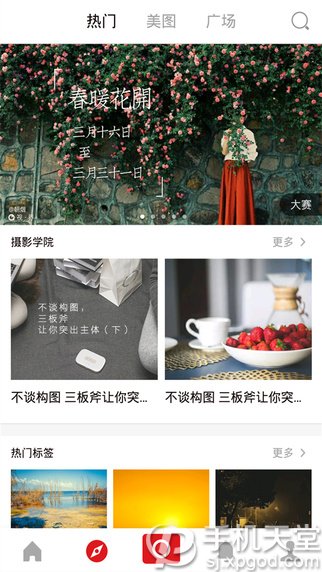 热门 美图 广场
春暖花開
三月十六日
至
三月三十一日
大赛
摄影学院 更多
不谈构图,
三板斧
让你突出主体（下）
不谈构图 三板斧让你突...
不谈构图 三板斧让你突...
热门标签 更多
手机天堂
sj.xpgod.com